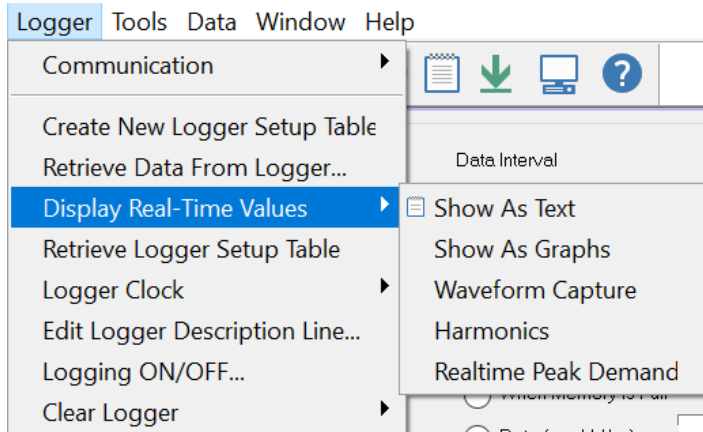 Logger Tools Data Window Help
Communication
Create New Logger Setup Table
Retrieve Data From Logger...
Data Interval
Display Real-Time Values
Show As Text
Retrieve Logger Setup Table
Show As Graphs
Logger Clock
Waveform Capture
Edit Logger Description Line...
Harmonics
Logging ON/OFF...
Realtime Peak Demand
Clear Logger